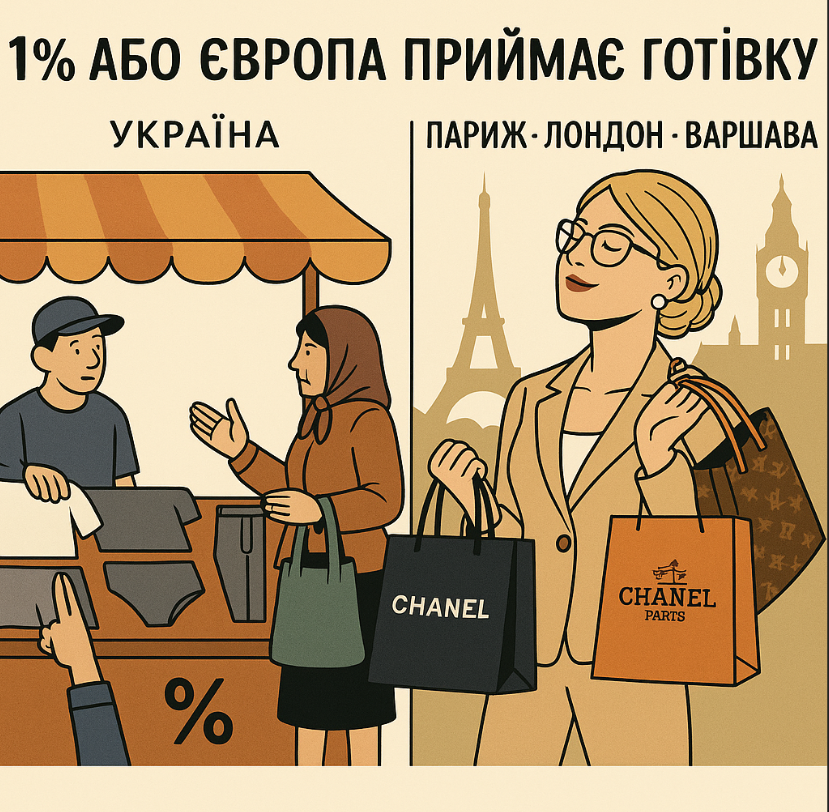 1% АБО ЄВРОПА ПРИЙМАЄ ГОТІВКУ
УКРАЇНА
ПАРИЖ · ЛОНДОН · ВАРШАВА
%
CHANEL
CHANEL
PARTS